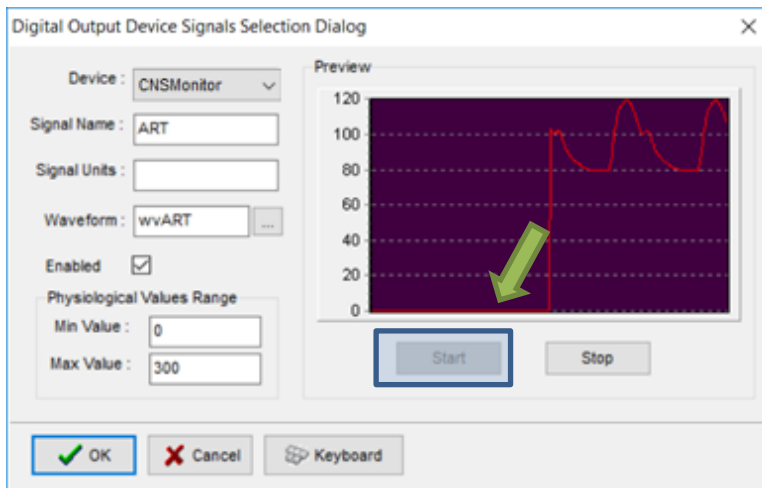 Digital Output Device Signals Selection Dialog
Device : CNSMonitor
Signal Name : ART
Signal Units :
Waveform : wvART ...
Enabled
Physiological Values Range
Min Value : 0
Max Value : 300
Preview
120
100
80
60
40
20
0
Start Stop
OK Cancel Keyboard